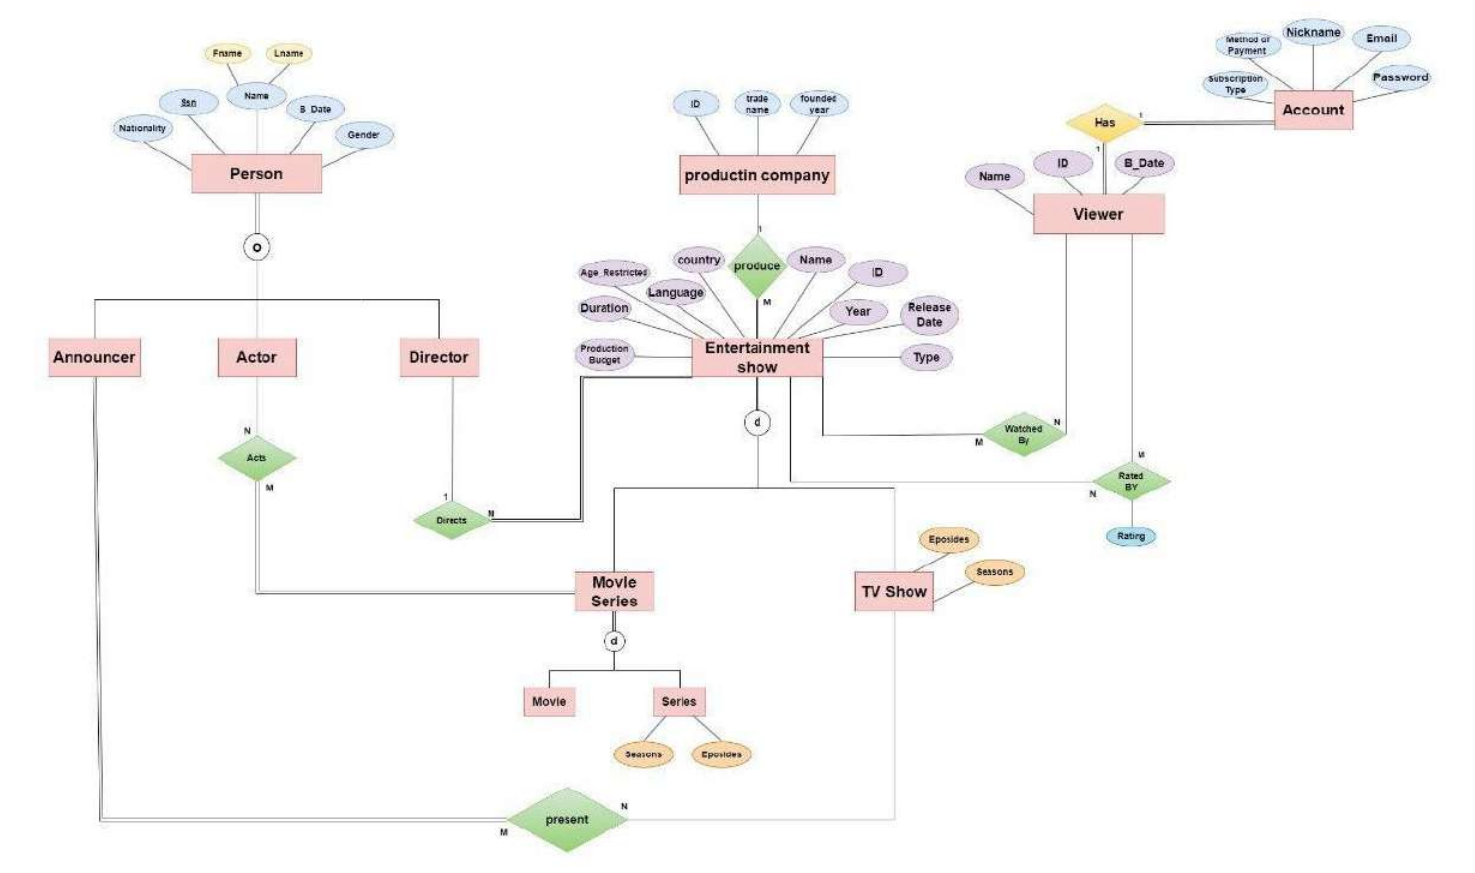 Nickname
Method of
Payment
Email
Subscription
Type
Password
Account
Fname
Lname
Ssn
Name
B_Date
Nationality
Gender
Person
ID
trade
name
founded
year
productin company
Has
1
1
Name
ID
B_Date
Viewer
o
1
produce
M
Age_Restricted
country
Name
ID
Language
Duration
Year
Release
Date
Production
Budget
Type
Announcer
Actor
Director
Entertainment
show
d
N
Acts
M
1
Directs
N
Watched
By
M
N
M
Rated
BY
N
Rating
Eposides
Seasons
Movie
Series
TV Show
d
Movie
Series
Seasons
Eposides
present
M
N